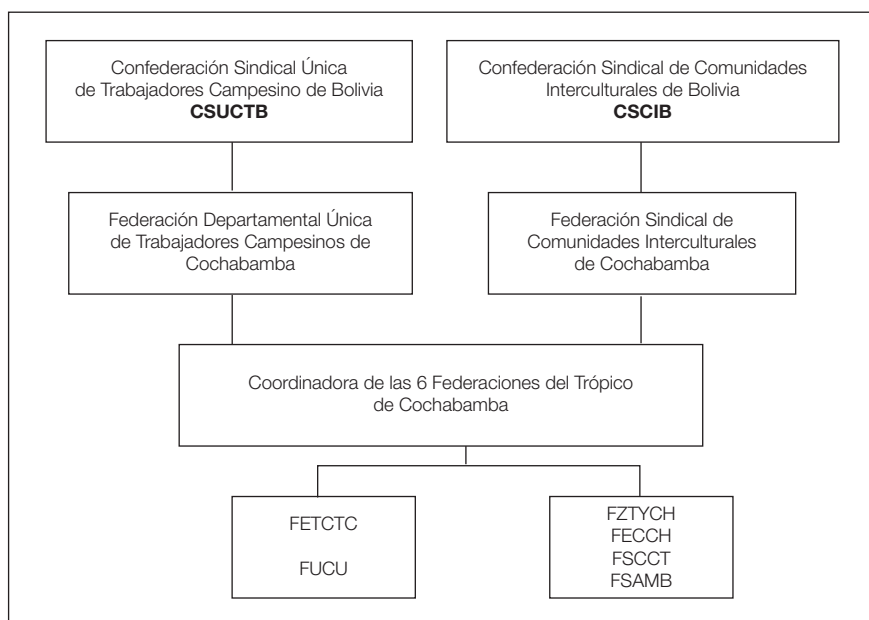 Confederación Sindical Única
de Trabajadores Campesino de Bolivia
CSUCTB
Confederación Sindical de Comunidades
Interculturales de Bolivia
CSCIB
Federación Departamental Única
de Trabajadores Campesinos de
Cochabamba
Federación Sindical de
Comunidades Interculturales
de Cochabamba
Coordinadora de las 6 Federaciones del Trópico
de Cochabamba
FETCTC
FUCU
FZTYCH
FECCH
FSCCT
FSAMB